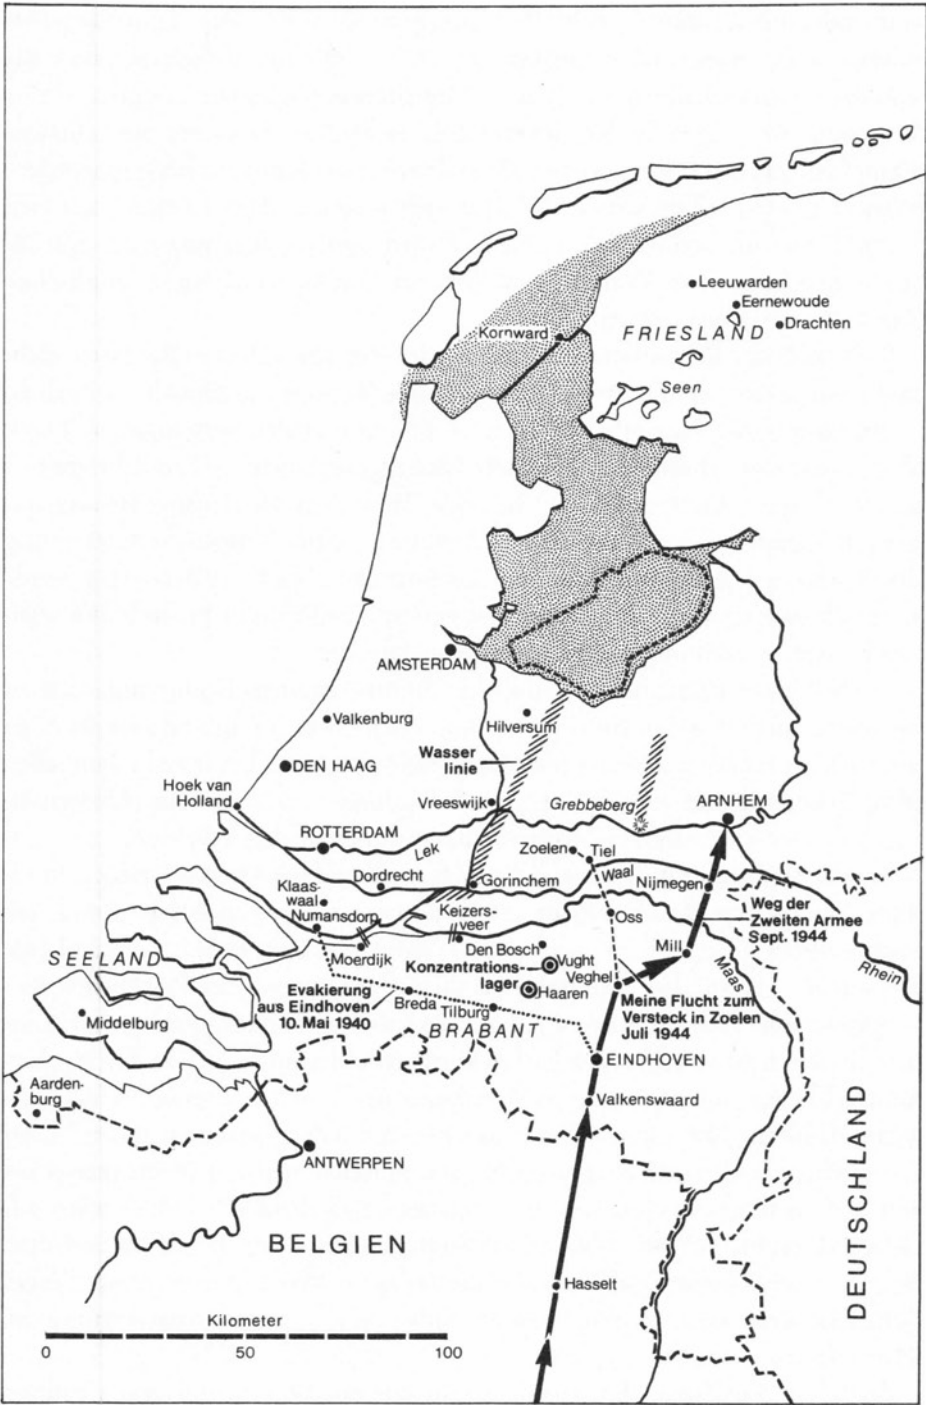 Leeuwarden
Eernewoude
Drachten
Kornward
FRIESLAND
Seen
AMSTERDAM
Valkenburg
Hilversum
Wasser
linie
DEN HAAG
Hoek van
Holland
Vreeswijk
Grebbeberg
ARNHEM
ROTTERDAM
Lek
Zoelen
Tiel
Waal
Dordrecht
Gorinchem
Nijmegen
Klaas-
waal
Numansdorp
Keizers-
veer
Oss
Weg der
Zweiten Armee
Sept. 1944
SEELAND
Moerdijk
Den Bosch
Vught
Mill
Maas
Rhein
Konzentrations-
lager
Veghel
Haaren
Evakuierung
aus Eindhoven
10. Mai 1940
Breda
Tilburg
Meine Flucht zum
Versteck in Zoelen
Juli 1944
Middelburg
BRABANT
EINDHOVEN
Aarden-
burg
Valkenswaard
ANTWERPEN
BELGIEN
DEUTSCHLAND
Hasselt
Kilometer
0 50 100